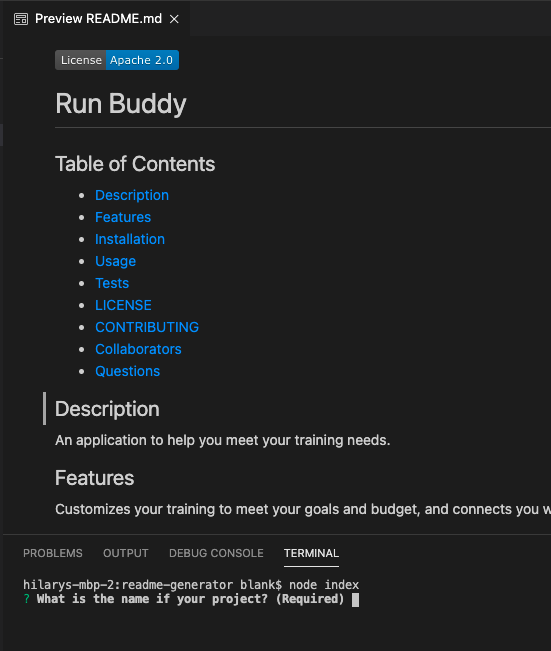 Preview README.md
License Apache 2.0
Run Buddy
Table of Contents
Description
Features
Installation
Usage
Tests
LICENSE
CONTRIBUTING
Collaborators
Questions
Description
An application to help you meet your training needs.
Features
Customizes your training to meet your goals and budget, and connects you
PROBLEMS OUTPUT DEBUG CONSOLE TERMINAL
hilarys-mbp-2:readme-generator blank$ node index
? What is the name if your project? (Required)